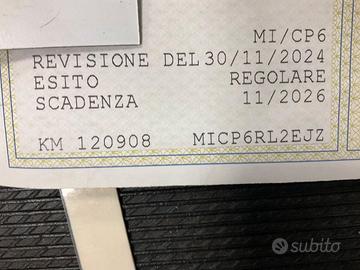 MI/CP6
REVISIONE DEL 30/11/2024
ESITO REGOLARE
SCADENZA 11/2026
KM 120908 MICP6RL2EJZ
subito